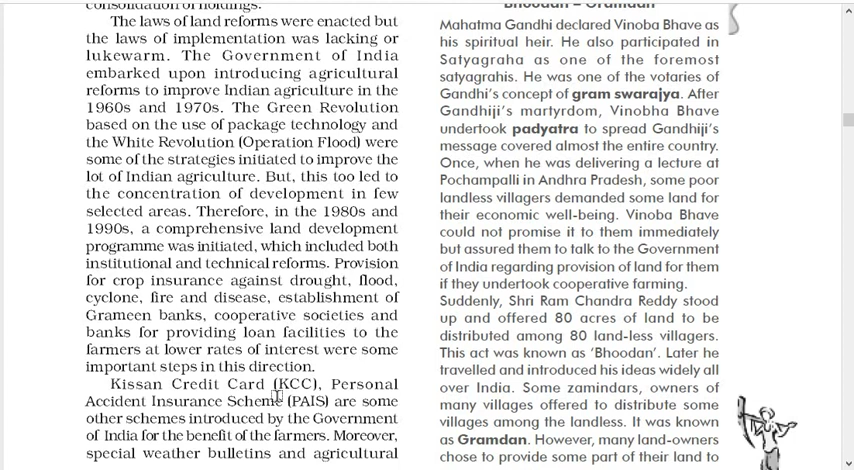 consolidation of holdings.
The laws of land reforms were enacted but
the laws of implementation was lacking or
lukewarm. The Government of India
embarked upon introducing agricultural
reforms to improve Indian agriculture in the
1960s and 1970s. The Green Revolution
based on the use of package technology and
the White Revolution (Operation Flood) were
some of the strategies initiated to improve the
lot of Indian agriculture. But, this too led to
the concentration of development in few
selected areas. Therefore, in the 1980s and
1990s, a comprehensive land development
programme was initiated, which included both
institutional and technical reforms. Provision
for crop insurance against drought, flood,
cyclone, fire and disease, establishment of
Grameen banks, cooperative societies and
banks for providing loan facilities to the
farmers at lower rates of interest were some
important steps in this direction.
Kissan Credit Card (KCC), Personal
Accident Insurance Scheme (PAIS) are some
other schemes introduced by the Government
of India for the benefit of the farmers. Moreover,
special weather bulletins and agricultural
Bhoodan – Gramdan
Mahatma Gandhi declared Vinoba Bhave as
his spiritual heir. He also participated in
Satyagraha as one of the foremost
satyagrahis. He was one of the votaries of
Gandhi's concept of gram swarajya. After
Gandhiji's martyrdom, Vinobha Bhave
undertook padyatra to spread Gandhiji's
message covered almost the entire country.
Once, when he was delivering a lecture at
Pochampalli in Andhra Pradesh, some poor
landless villagers demanded some land for
their economic well-being. Vinoba Bhave
could not promise it to them immediately
but assured them to talk to the Government
of India regarding provision of land for them
if they undertook cooperative farming.
Suddenly, Shri Ram Chandra Reddy stood
up and offered 80 acres of land to be
distributed among 80 land-less villagers.
This act was known as 'Bhoodan'. Later he
travelled and introduced his ideas widely all
over India. Some zamindars, owners of
many villages offered to distribute some
villages among the landless. It was known
as Gramdan. However, many land-owners
chose to provide some part of their land to